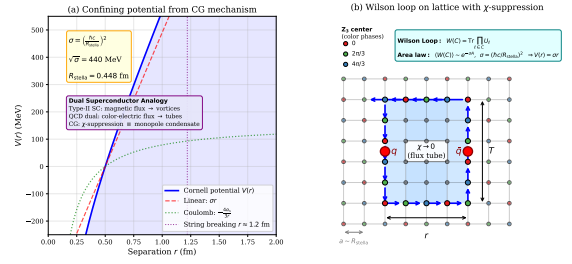 (a) Confining potential from CG mechanism
V(r) (MeV)
500
400
300
200
100
0
−100
−200
σ = (ħc/R_stella)²
√σ = 440 MeV
R_stella = 0.448 fm
Dual Superconductor Analogy
Type-II SC: magnetic flux → vortices
QCD dual: color-electric flux → tubes
CG: χ-suppression ≡ monopole condensate
Cornell potential V(r)
Linear: σr
Coulomb: −4αₛ/3r
String breaking r ≈ 1.2 fm
0.00 0.25 0.50 0.75 1.00 1.25 1.50 1.75 2.00
Separation r (fm)
(b) Wilson loop on lattice with χ-suppression
Z₃ center
(color phases)
0
2π/3
4π/3
Wilson Loop: W(C) = Tr ∏ U_ℓ
ℓ∈C
Area law: ⟨W(C)⟩ ~ e^−σA, σ = (ħc/R_stella)² → V(r) = σr
χ→0
(flux tube)
q
q̄
T
r
a ~ R_stella